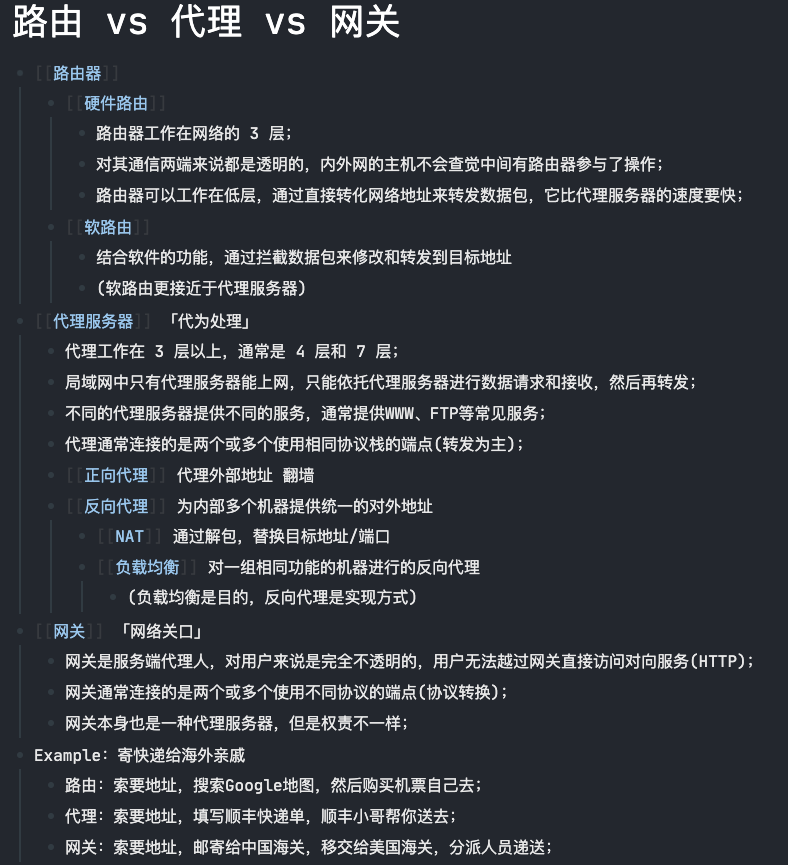 路由 vs 代理 vs 网关
[[路由器]]
[[硬件路由]]
路由器工作在网络的 3 层；
对其通信两端来说都是透明的，内外网的主机不会查觉中间有路由器参与了操作；
路由器可以工作在低层，通过直接转化网络地址来转发数据包，它比代理服务器的速度要快；
[[软路由]]
结合软件的功能，通过拦截数据包来修改和转发到目标地址
(软路由更接近于代理服务器)
[[代理服务器]] 「代为处理」
代理工作在 3 层以上，通常是 4 层和 7 层；
局域网中只有代理服务器能上网，只能依托代理服务器进行数据请求和接收，然后再转发；
不同的代理服务器提供不同的服务，通常提供WWW、FTP等常见服务；
代理通常连接的是两个或多个使用相同协议栈的端点(转发为主)；
[[正向代理]] 代理外部地址 翻墙
[[反向代理]] 为内部多个机器提供统一的对外地址
[[NAT]] 通过解包，替换目标地址/端口
[[负载均衡]] 对一组相同功能的机器进行的反向代理
(负载均衡是目的，反向代理是实现方式)
[[网关]] 「网络关口」
网关是服务端代理人，对用户来说是完全不透明的，用户无法越过网关直接访问对向服务(HTTP)；
网关通常连接的是两个或多个使用不同协议的端点(协议转换)；
网关本身也是一种代理服务器，但是权责不一样；
Example：寄快递给海外亲戚
路由：索要地址，搜索Google地图，然后购买机票自己去；
代理：索要地址，填写顺丰快递单，顺丰小哥帮你送去；
网关：索要地址，邮寄给中国海关，移交给美国海关，分派人员递送；